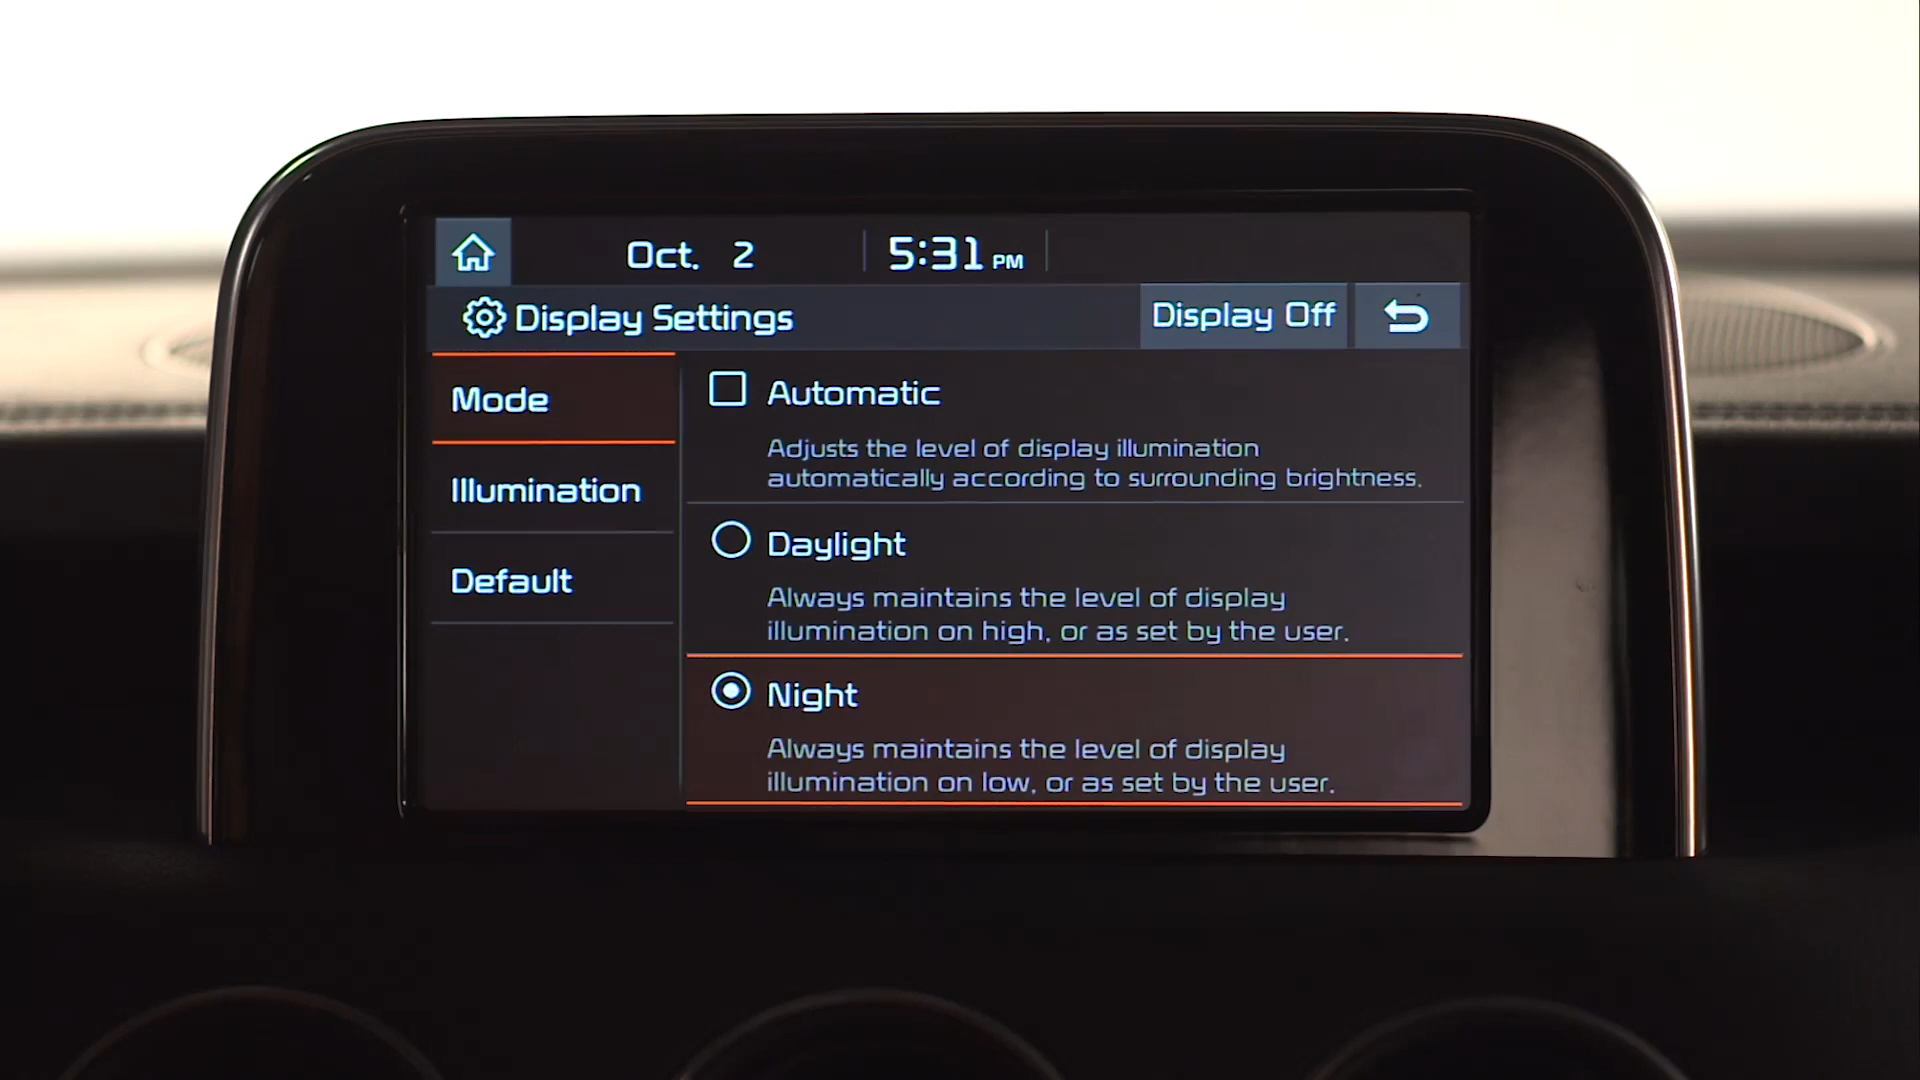 Oct. 2 5:31 PM
Display Settings Display Off
Mode
Illumination
Default
Automatic
Adjusts the level of display illumination
automatically according to surrounding brightness.
Daylight
Always maintains the level of display
illumination on high, or as set by the user.
Night
Always maintains the level of display
illumination on low, or as set by the user.